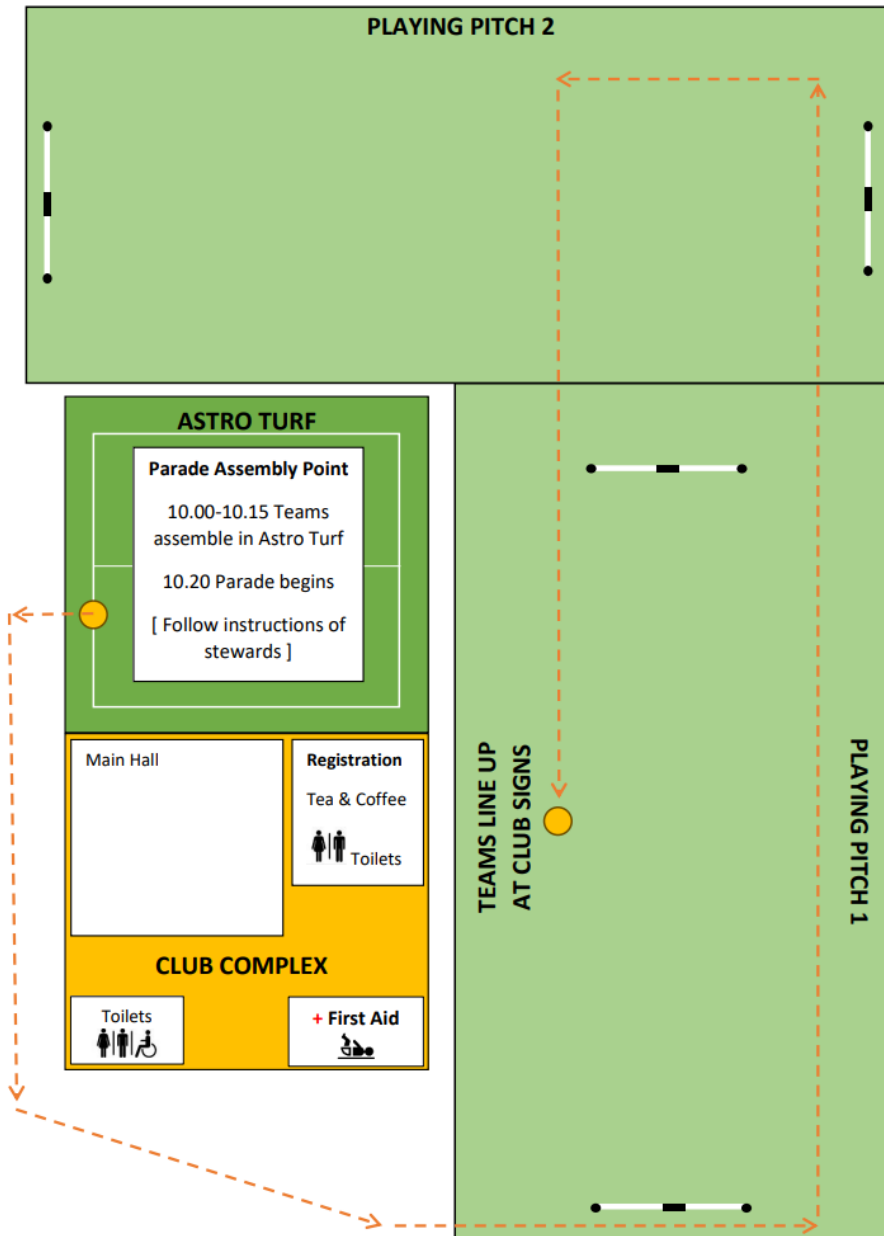 PLAYING PITCH 2
ASTRO TURF
Parade Assembly Point
10.00-10.15 Teams
assemble in Astro Turf
10.20 Parade begins
[ Follow instructions of
stewards ]
Main Hall
Registration
Tea & Coffee
Toilets
CLUB COMPLEX
Toilets
+ First Aid
TEAMS LINE UP
AT CLUB SIGNS
PLAYING PITCH 1